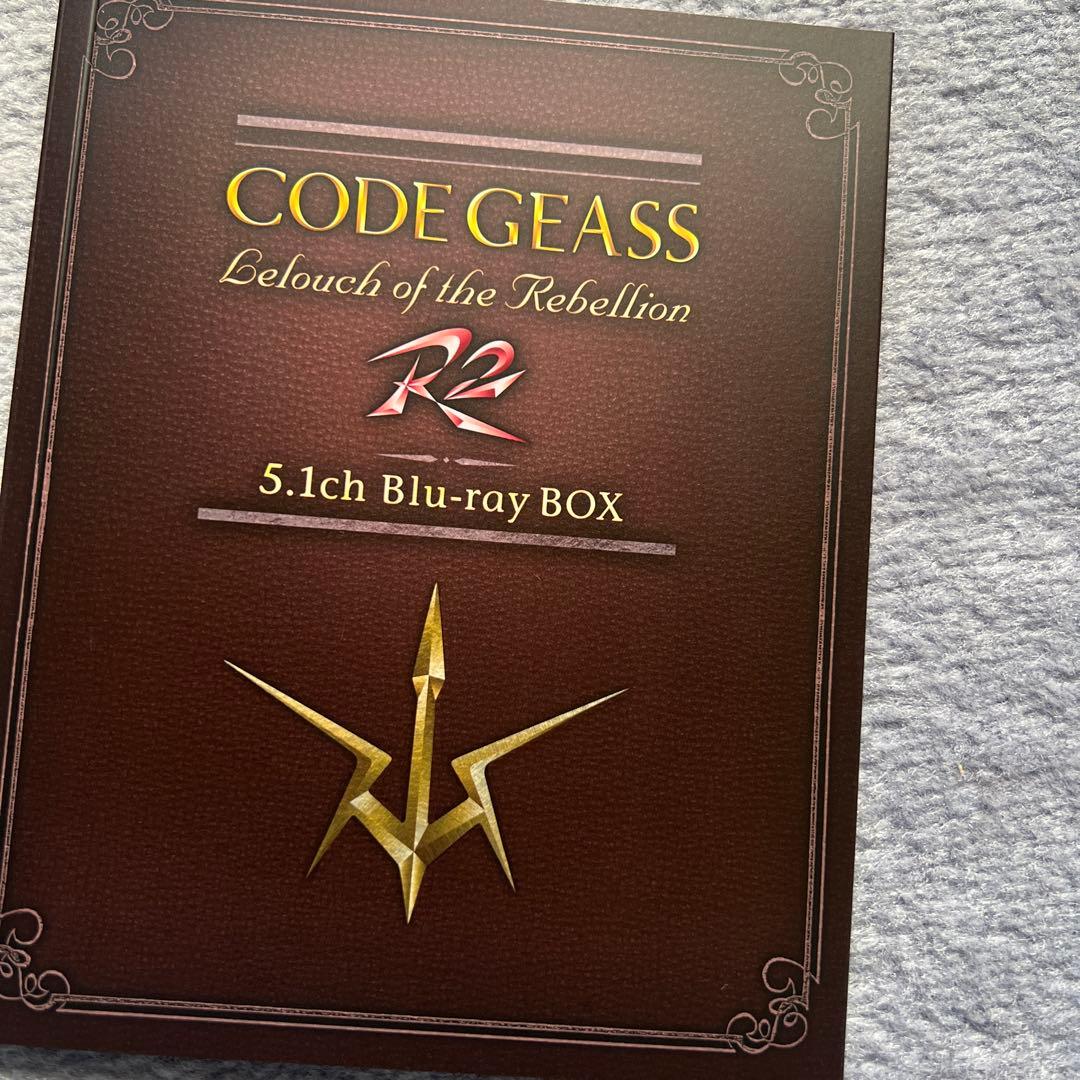 CODE GEASS
Lelouch of the Rebellion
R2
5.1ch Blu-ray BOX